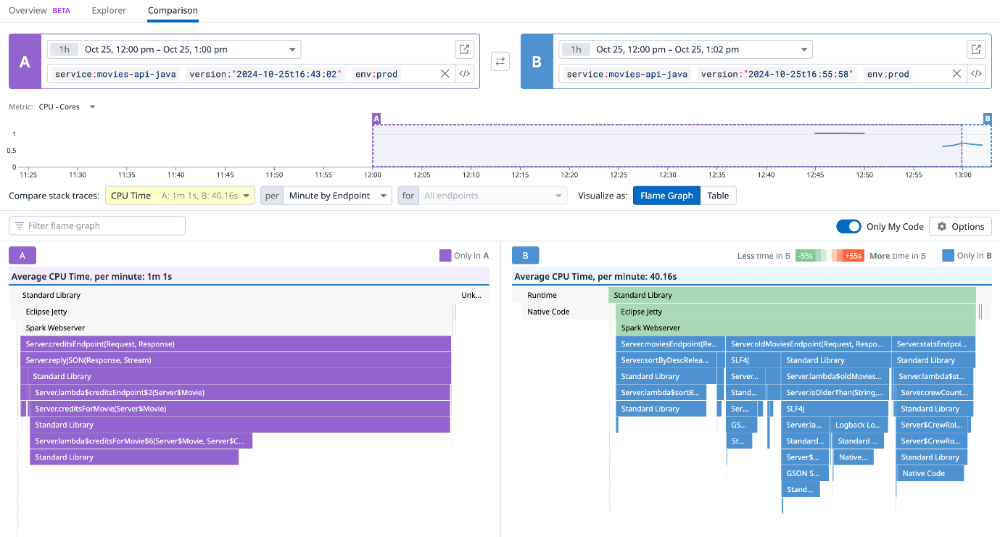 Overview BETA Explorer Comparison
A 1h Oct 25, 12:00 pm – Oct 25, 1:00 pm
service:movies-api-java version:"2024-10-25t16:43:02" env:prod </>
B 1h Oct 25, 12:00 pm – Oct 25, 1:02 pm
service:movies-api-java version:"2024-10-25t16:55:58" env:prod </>
Metric: CPU - Cores
A B
1
0.5
0
11:25 11:30 11:35 11:40 11:45 11:50 11:55 12:00 12:05 12:10 12:15 12:20 12:25 12:30 12:35 12:40 12:45 12:50 12:55 13:00
Compare stack traces: CPU Time A: 1m 1s, B: 40.16s per Minute by Endpoint for All endpoints Visualize as: Flame Graph Table
Filter flame graph Only My Code Options
A Only in A
Average CPU Time, per minute: 1m 1s
Standard Library Unk...
Eclipse Jetty
Spark Webserver
Server.creditsEndpoint(Request, Response)
Server.replyJSON(Response, Stream)
Standard Library
Server.lambda$creditsEndpoint$2(Server$Movie)
Server.creditsForMovie(Server$Movie)
Standard Library
Server.lambda$creditsForMovie$6(Server$Movie, Server$C...
Standard Library
B Less time in B -55s +55s More time in B Only in B
Average CPU Time, per minute: 40.16s
Runtime Standard Library
Native Code Eclipse Jetty
Spark Webserver
Server.moviesEndpoint(Re... Server.oldMoviesEndpoint(Request, Respo... Server.statsEndpoi...
Server.sortByDescRelea... SLF4J Standard Library Standard Library
Standard Library Server... Server.lambda$oldMovies... Server.lambda$st...
Server.lambda$sortB... Stand... Server.isOlderThan(String,... Server.crewCount...
Standard Library Ser... SLF4J Standard Library
GS... Server.la... Logback Lo... Server$CrewRol...
St... Standard... Standard ... Server$CrewRo...
Server$... Native... Standard Library
GSON S... Native Code
Stand...